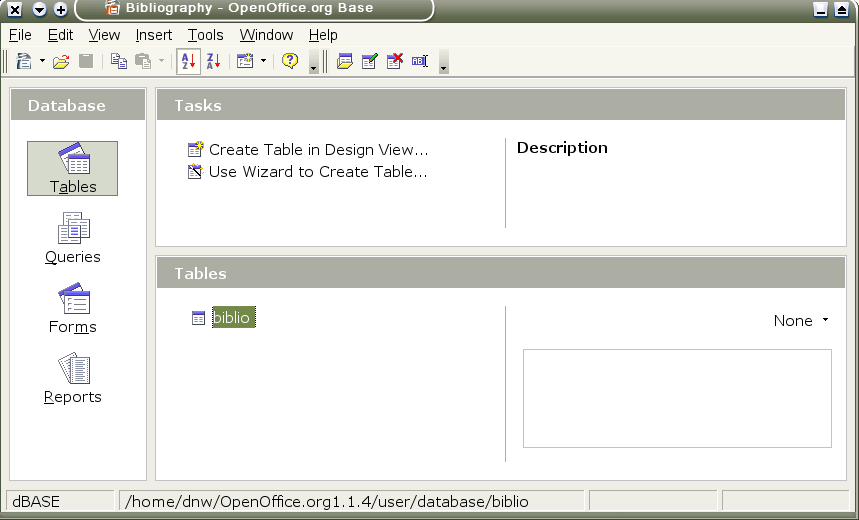 Bibliography - OpenOffice.org Base
File Edit View Insert Tools Window Help
Database
Tables
Queries
Forms
Reports
Tasks
Create Table in Design View...
Use Wizard to Create Table...
Description
Tables
biblio
None
dBASE
/home/dnw/OpenOffice.org1.1.4/user/database/biblio